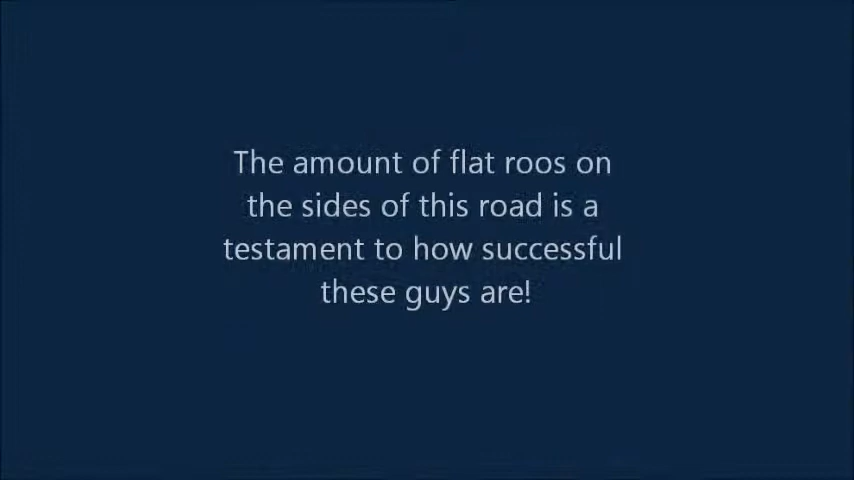 The amount of flat roos on
the sides of this road is a
testament to how successful
these guys are!